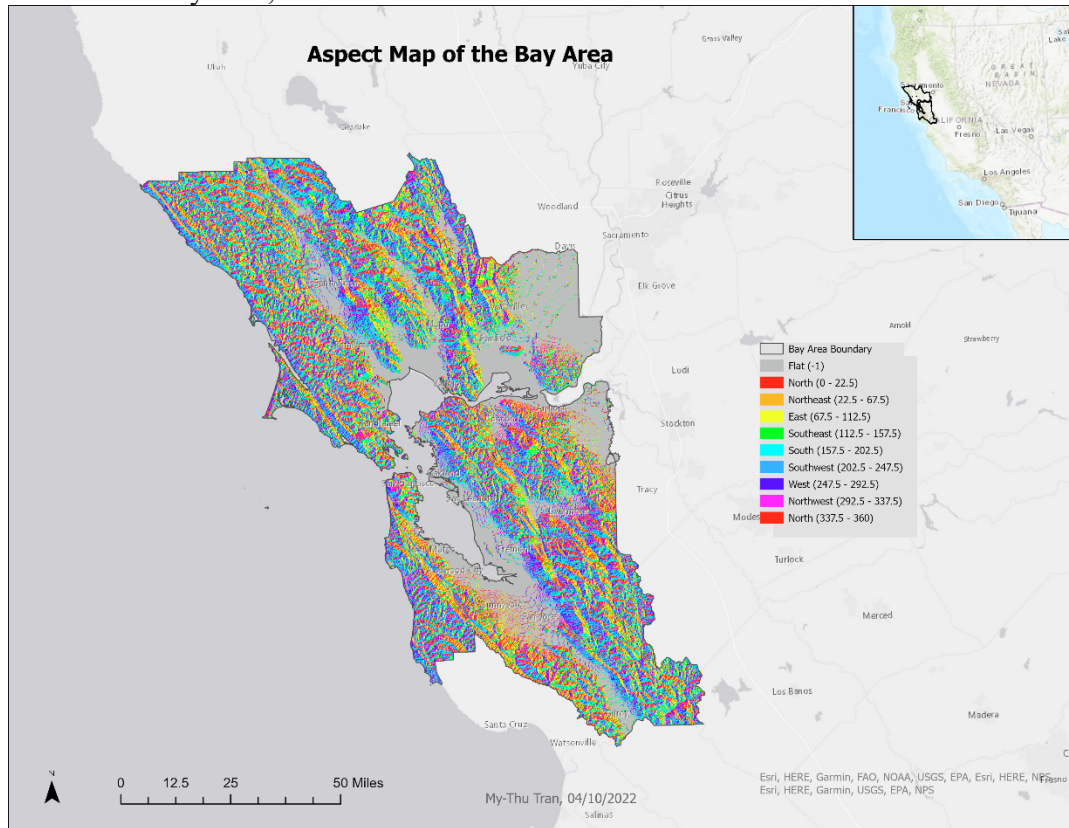 Aspect Map of the Bay Area
Ukiah
Yuba City
Grass Valley
Clearlake
Roseville
Citrus
Heights
Woodland
Sacramento
Davis
Elk Grove
Lodi
Stockton
Tracy
Turlock
Merced
Arnold
Strawberry
Los Banos
Madera
Fresno
Santa Cruz
Watsonville
Salinas
Fremont
Bay Area Boundary
Flat (-1)
North (0 - 22.5)
Northeast (22.5 - 67.5)
East (67.5 - 112.5)
Southeast (112.5 - 157.5)
South (157.5 - 202.5)
Southwest (202.5 - 247.5)
West (247.5 - 292.5)
Northwest (292.5 - 337.5)
North (337.5 - 360)
GREAT
BASIN
NEVADA
Sacramento
San
Francisco
CALIFORNIA
Fresno
Las Vegas
Los Angeles
San Diego
Tijuana
Lake
N
0 12.5 25 50 Miles
My-Thu Tran, 04/10/2022
Esri, HERE, Garmin, FAO, NOAA, USGS, EPA, Esri, HERE, NPS
Esri, HERE, Garmin, USGS, EPA, NPS